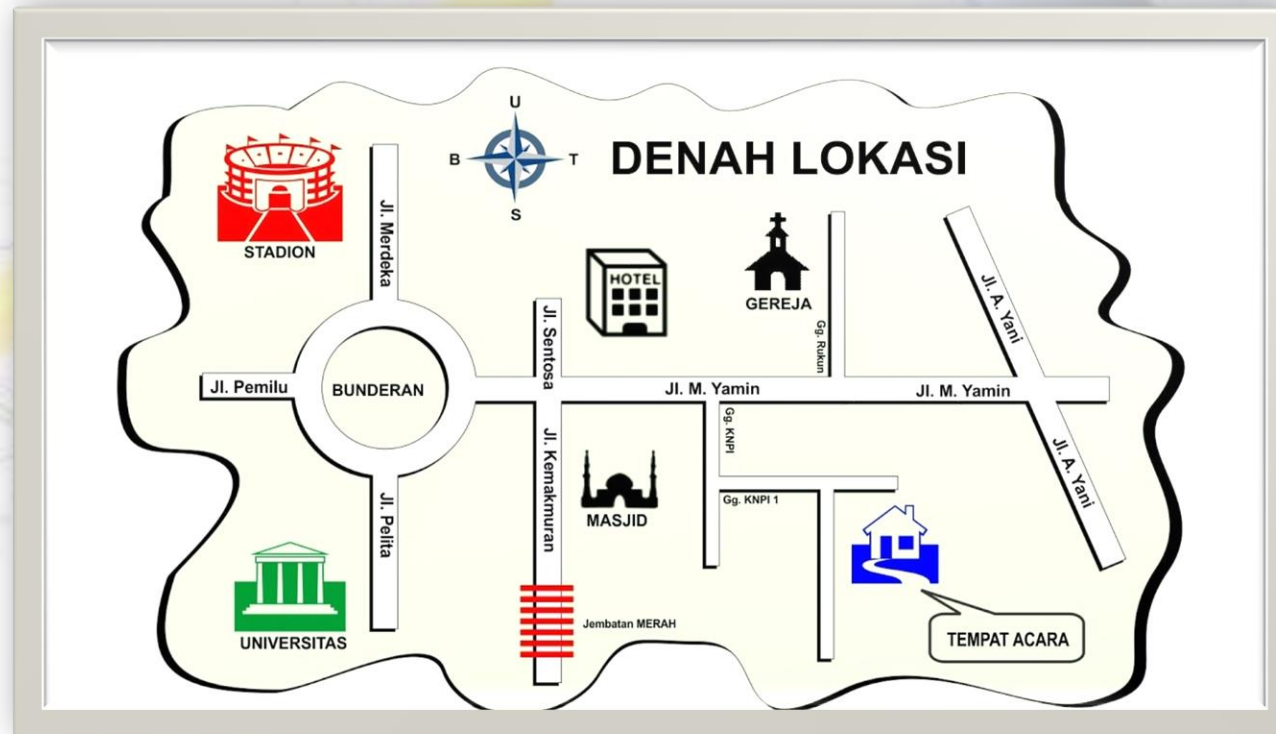 U
B
T
S
DENAH LOKASI
STADION
Jl. Merdeka
HOTEL
GEREJA
Gg. Rukun
Jl. A. Yani
Jl. Sentosa
Jl. Pemilu
BUNDERAN
Jl. M. Yamin
Jl. M. Yamin
Gg. KNPI
Jl. Kemakmuran
Jl. A. Yani
MASJID
Gg. KNPI 1
Jl. Pelita
UNIVERSITAS
Jembatan MERAH
TEMPAT ACARA